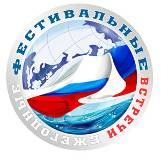 ФЕСТИВАЛЬНЫЕ ВСТРЕЧИ
ЕЖЕГОДНЫЕ